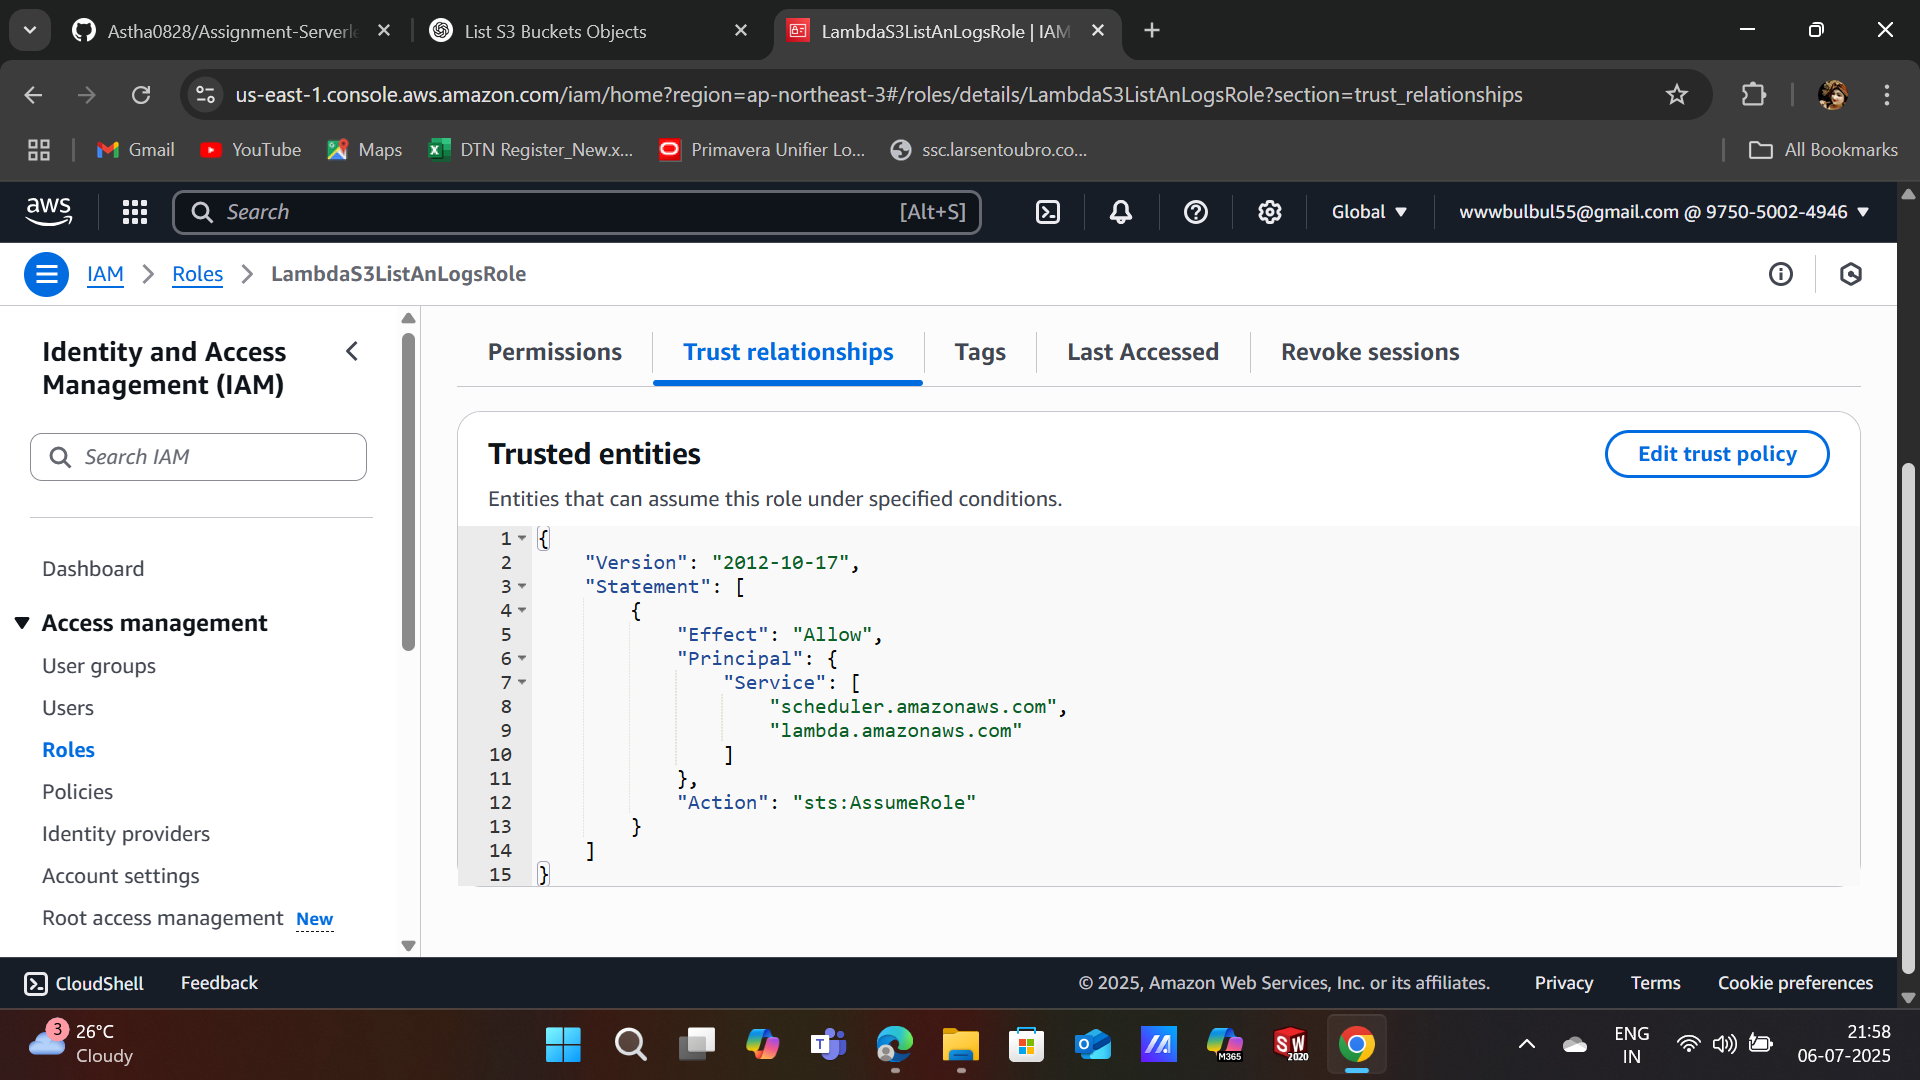 Astha0828/Assignment-Serverle
List S3 Buckets Objects
LambdaS3ListAnLogsRole | IAM
us-east-1.console.aws.amazon.com/iam/home?region=ap-northeast-3#/roles/details/LambdaS3ListAnLogsRole?section=trust_relationships
Gmail
YouTube
Maps
DTN Register_New.x...
Primavera Unifier Lo...
ssc.larsentoubro.co...
All Bookmarks
aws
Search
[Alt+S]
Global
wwwbulbul55@gmail.com @ 9750-5002-4946
IAM
Roles
LambdaS3ListAnLogsRole
Identity and Access
Management (IAM)
Search IAM
Dashboard
Access management
User groups
Users
Roles
Policies
Identity providers
Account settings
Root access management New
Permissions
Trust relationships
Tags
Last Accessed
Revoke sessions
Trusted entities
Edit trust policy
Entities that can assume this role under specified conditions.
1 {
2 "Version": "2012-10-17",
3 "Statement": [
4 {
5 "Effect": "Allow",
6 "Principal": {
7 "Service": [
8 "scheduler.amazonaws.com",
9 "lambda.amazonaws.com"
10 ]
11 },
12 "Action": "sts:AssumeRole"
13 }
14 ]
15 }
CloudShell
Feedback
© 2025, Amazon Web Services, Inc. or its affiliates.
Privacy
Terms
Cookie preferences
3
26°C
Cloudy
T
O
M365
SW
2020
ENG
IN
21:58
06-07-2025